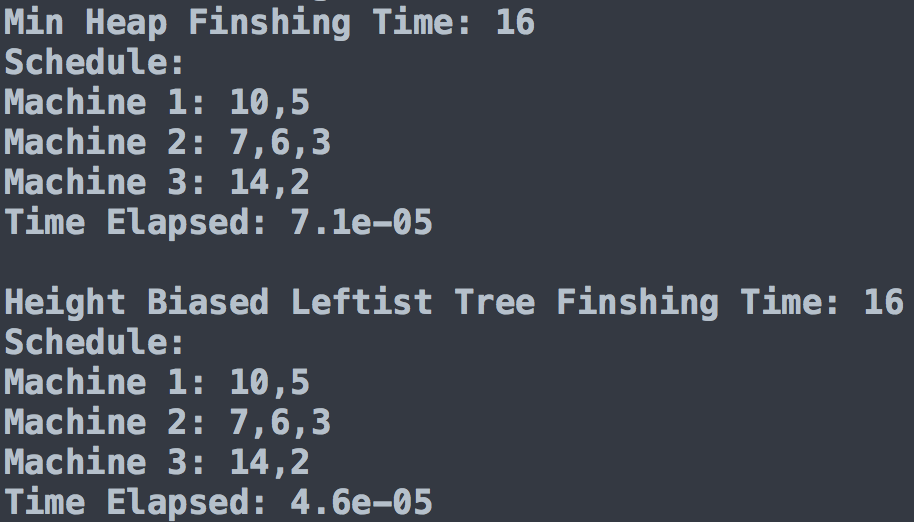 Min Heap Finshing Time: 16
Schedule:
Machine 1: 10,5
Machine 2: 7,6,3
Machine 3: 14,2
Time Elapsed: 7.1e-05
Height Biased Leftist Tree Finshing Time: 16
Schedule:
Machine 1: 10,5
Machine 2: 7,6,3
Machine 3: 14,2
Time Elapsed: 4.6e-05